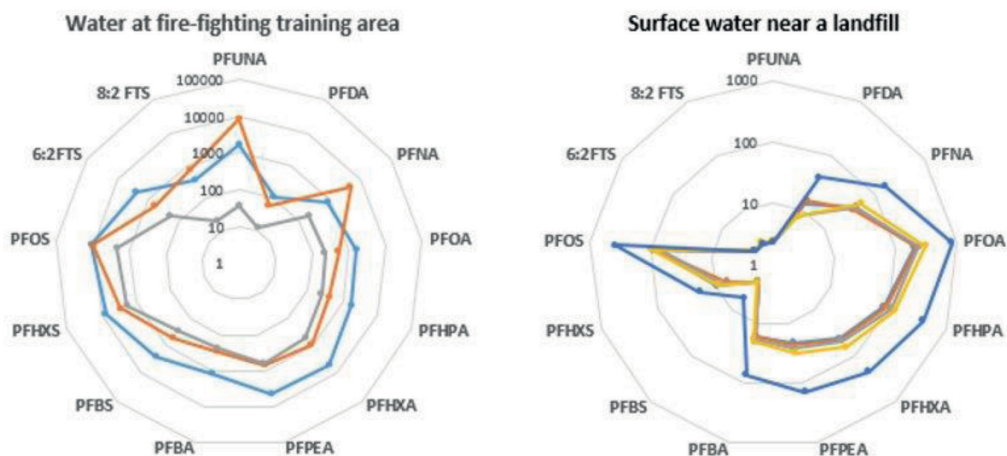 Water at fire-fighting training area
PFUNA
100000
8:2 FTS
PFDA
10000
6:2FTS
1000
PFNA
100
10
PFOS
1
PFOA
PFHXS
PFHPA
PFBS
PFHXA
PFBA
PFPEA
Surface water near a landfill
PFUNA
1000
8:2 FTS
PFDA
6:2FTS
100
PFNA
10
PFOS
1
PFOA
PFHXS
PFHPA
PFBS
PFHXA
PFBA
PFPEA